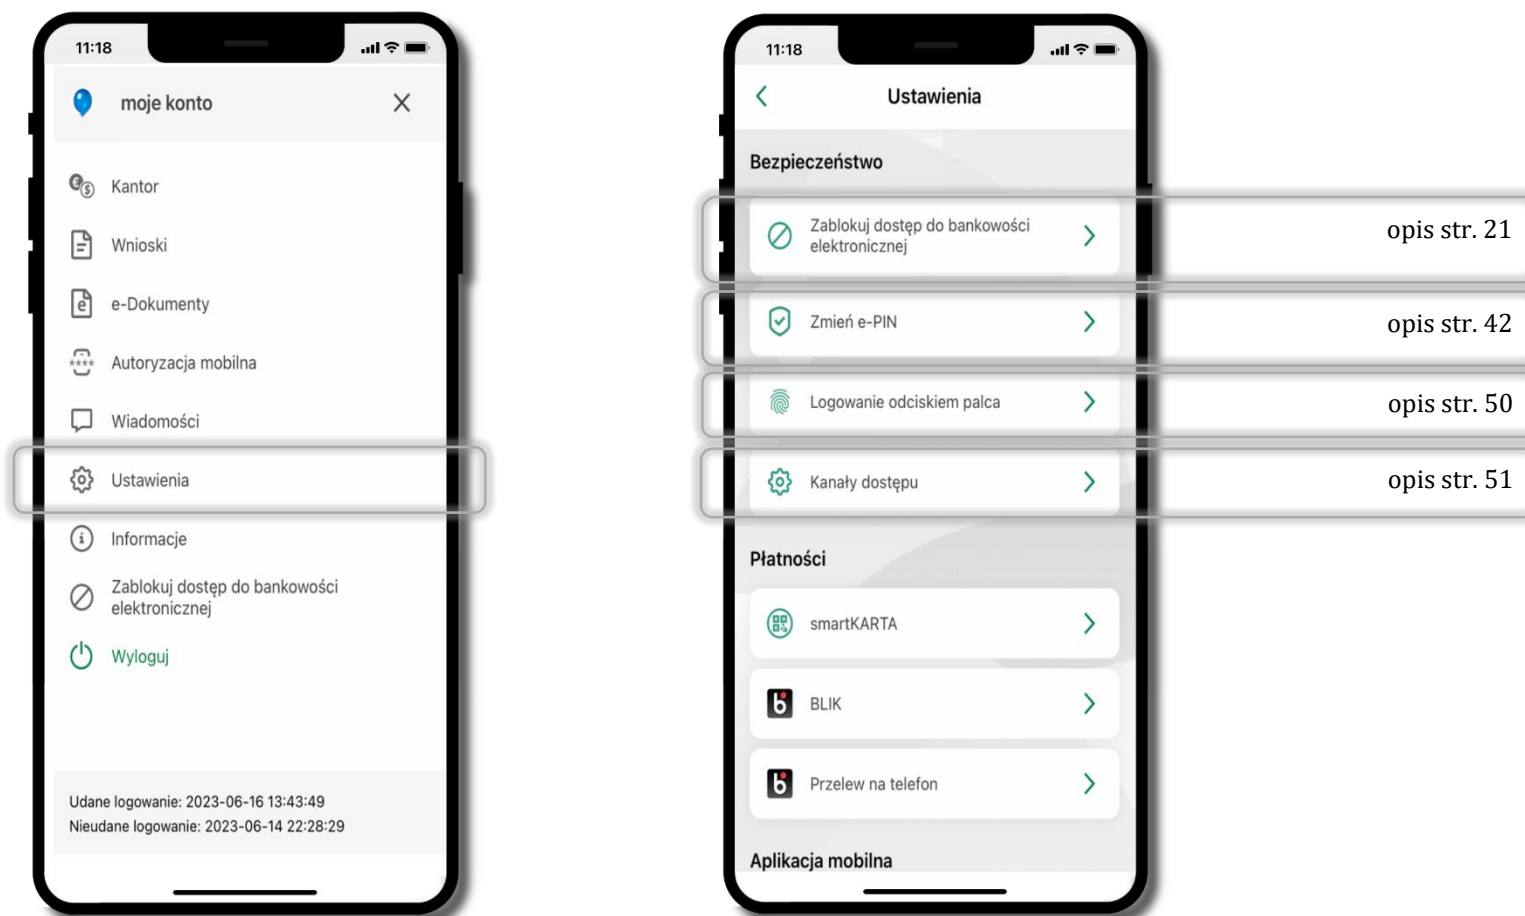 11:18
moje konto
Kantor
Wnioski
e-Dokumenty
Autoryzacja mobilna
Wiadomości
Ustawienia
Informacje
Zablokuj dostęp do bankowości
elektronicznej
Wyloguj
Udane logowanie: 2023-06-16 13:43:49
Nieudane logowanie: 2023-06-14 22:28:29
11:18
Ustawienia
Bezpieczeństwo
Zablokuj dostęp do bankowości
elektronicznej
opis str. 21
Zmień e-PIN
opis str. 42
Logowanie odciskiem palca
opis str. 50
Kanały dostępu
opis str. 51
Płatności
smartKARTA
BLIK
Przelew na telefon
Aplikacja mobilna